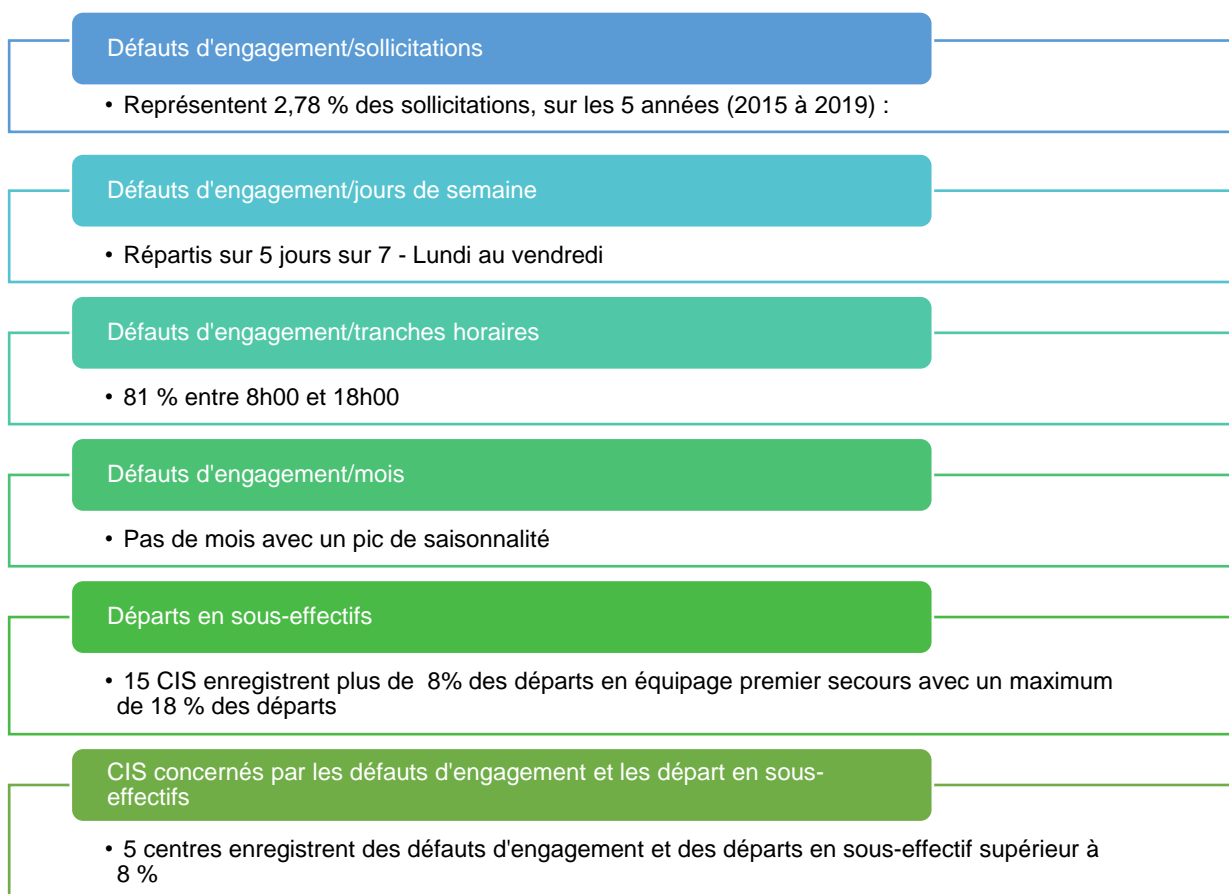 Défauts d'engagement/sollicitations
• Représentent 2,78 % des sollicitations, sur les 5 années (2015 à 2019) :
Défauts d'engagement/jours de semaine
• Répartis sur 5 jours sur 7 - Lundi au vendredi
Défauts d'engagement/tranches horaires
• 81 % entre 8h00 et 18h00
Défauts d'engagement/mois
• Pas de mois avec un pic de saisonnalité
Départs en sous-effectifs
• 15 CIS enregistrent plus de 8% des départs en équipage premier secours avec un maximum
de 18 % des départs
CIS concernés par les défauts d'engagement et les départ en sous-
effectifs
• 5 centres enregistrent des défauts d'engagement et des départs en sous-effectif supérieur à
8 %